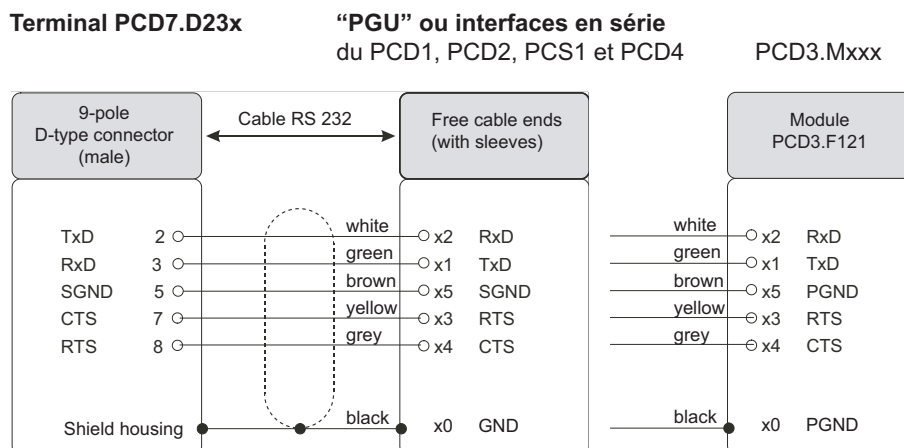 Terminal PCD7.D23x
“PGU” ou interfaces en série
du PCD1, PCD2, PCS1 et PCD4
PCD3.Mxxx
9-pole
D-type connector
(male)
Cable RS 232
Free cable ends
(with sleeves)
Module
PCD3.F121
TxD 2 white x2 RxD white x2 RxD
RxD 3 green x1 TxD green x1 TxD
SGND 5 brown x5 SGND brown x5 PGND
CTS 7 yellow x3 RTS yellow x3 RTS
RTS 8 grey x4 CTS grey x4 CTS
Shield housing black x0 GND black x0 PGND